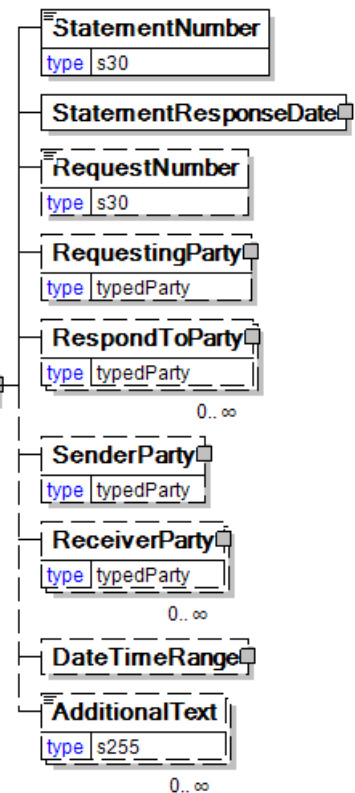 StatementNumber
type s30
StatementResponseDate
RequestNumber
type s30
RequestingParty
type typedParty
RespondToParty
type typedParty
0.. ∞
SenderParty
type typedParty
ReceiverParty
type typedParty
0.. ∞
DateTimeRange
AdditionalText
type s255
0.. ∞